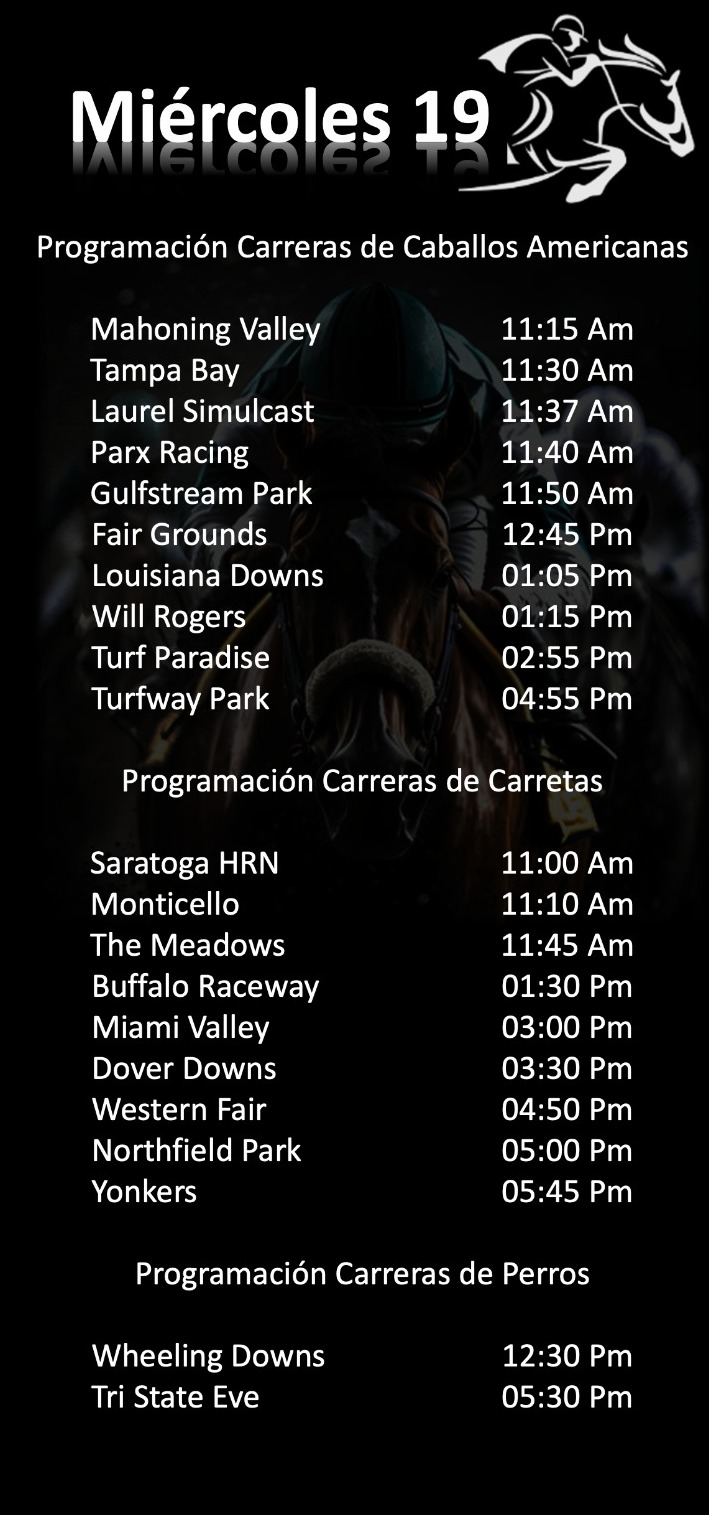 Miércoles 19
Programación Carreras de Caballos Americanas
Mahoning Valley 11:15 Am
Tampa Bay 11:30 Am
Laurel Simulcast 11:37 Am
Parx Racing 11:40 Am
Gulfstream Park 11:50 Am
Fair Grounds 12:45 Pm
Louisiana Downs 01:05 Pm
Will Rogers 01:15 Pm
Turf Paradise 02:55 Pm
Turfway Park 04:55 Pm
Programación Carreras de Carretas
Saratoga HRN 11:00 Am
Monticello 11:10 Am
The Meadows 11:45 Am
Buffalo Raceway 01:30 Pm
Miami Valley 03:00 Pm
Dover Downs 03:30 Pm
Western Fair 04:50 Pm
Northfield Park 05:00 Pm
Yonkers 05:45 Pm
Programación Carreras de Perros
Wheeling Downs 12:30 Pm
Tri State Eve 05:30 Pm